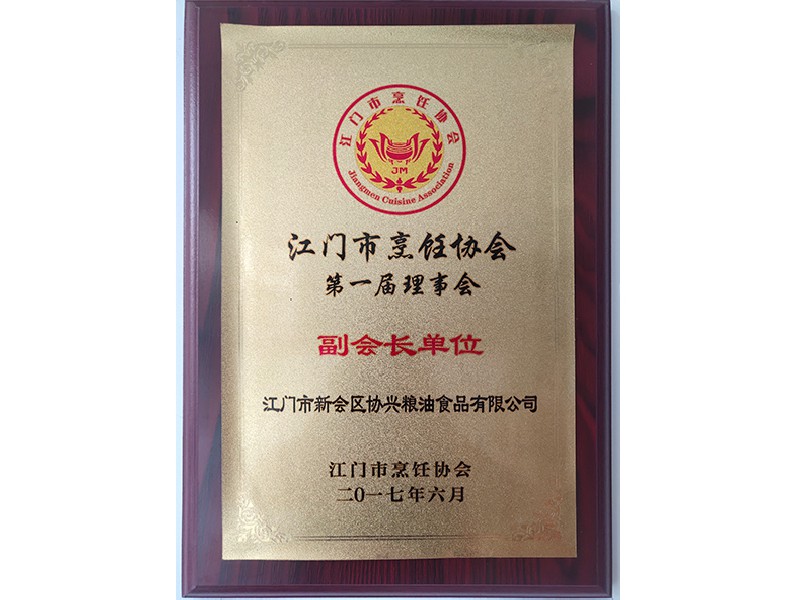 江门市烹饪协会
JM
Jiangmen Cuisine Association
江门市烹饪协会
第一届理事会
副会长单位
江门市新会区协兴粮油食品有限公司
江门市烹饪协会
二0一七年六月